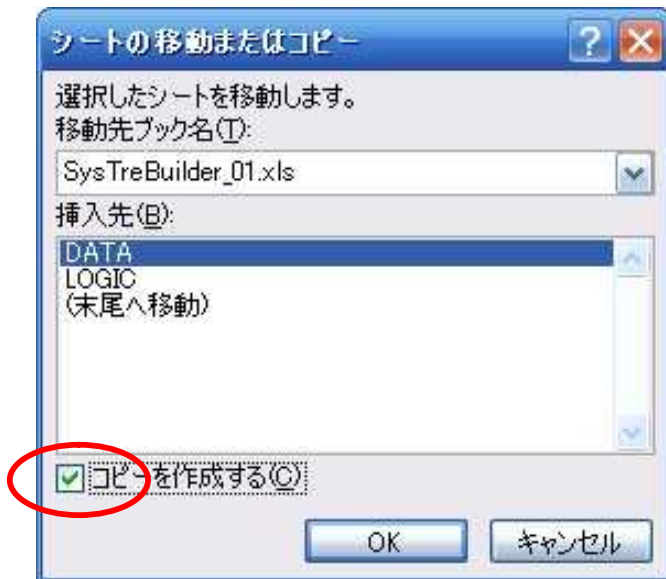 シートの移動またはコピー
選択したシートを移動します。
移動先ブック名(T):
SysTreBuilder_01.xls
挿入先(B):
DATA
LOGIC
(末尾へ移動)
コピーを作成する(C)
OK キャンセル